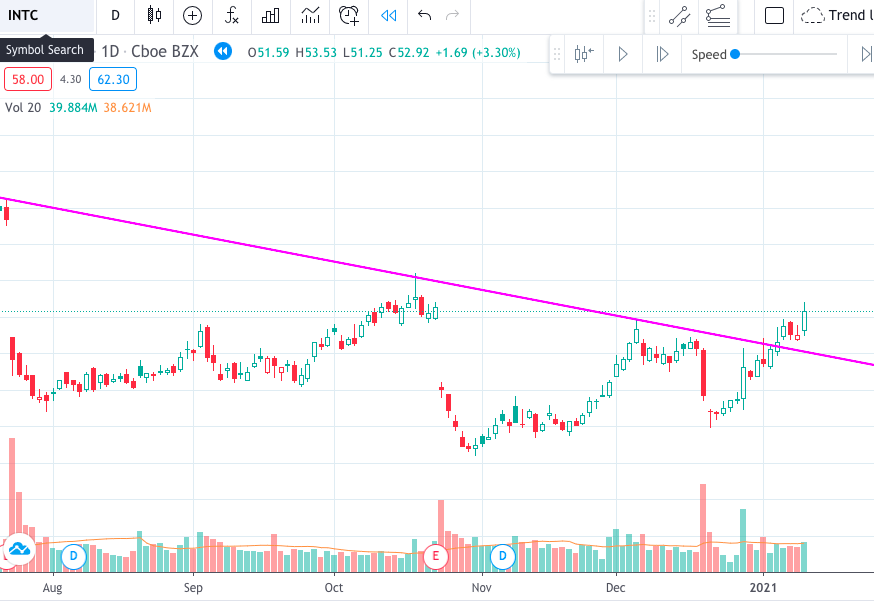 INTC D Trend
Symbol Search · 1D · Cboe BZX O51.59 H53.53 L51.25 C52.92 +1.69 (+3.30%) Speed
58.00 4.30 62.30
Vol 20 39.884M 38.621M
D E D
Aug Sep Oct Nov Dec 2021